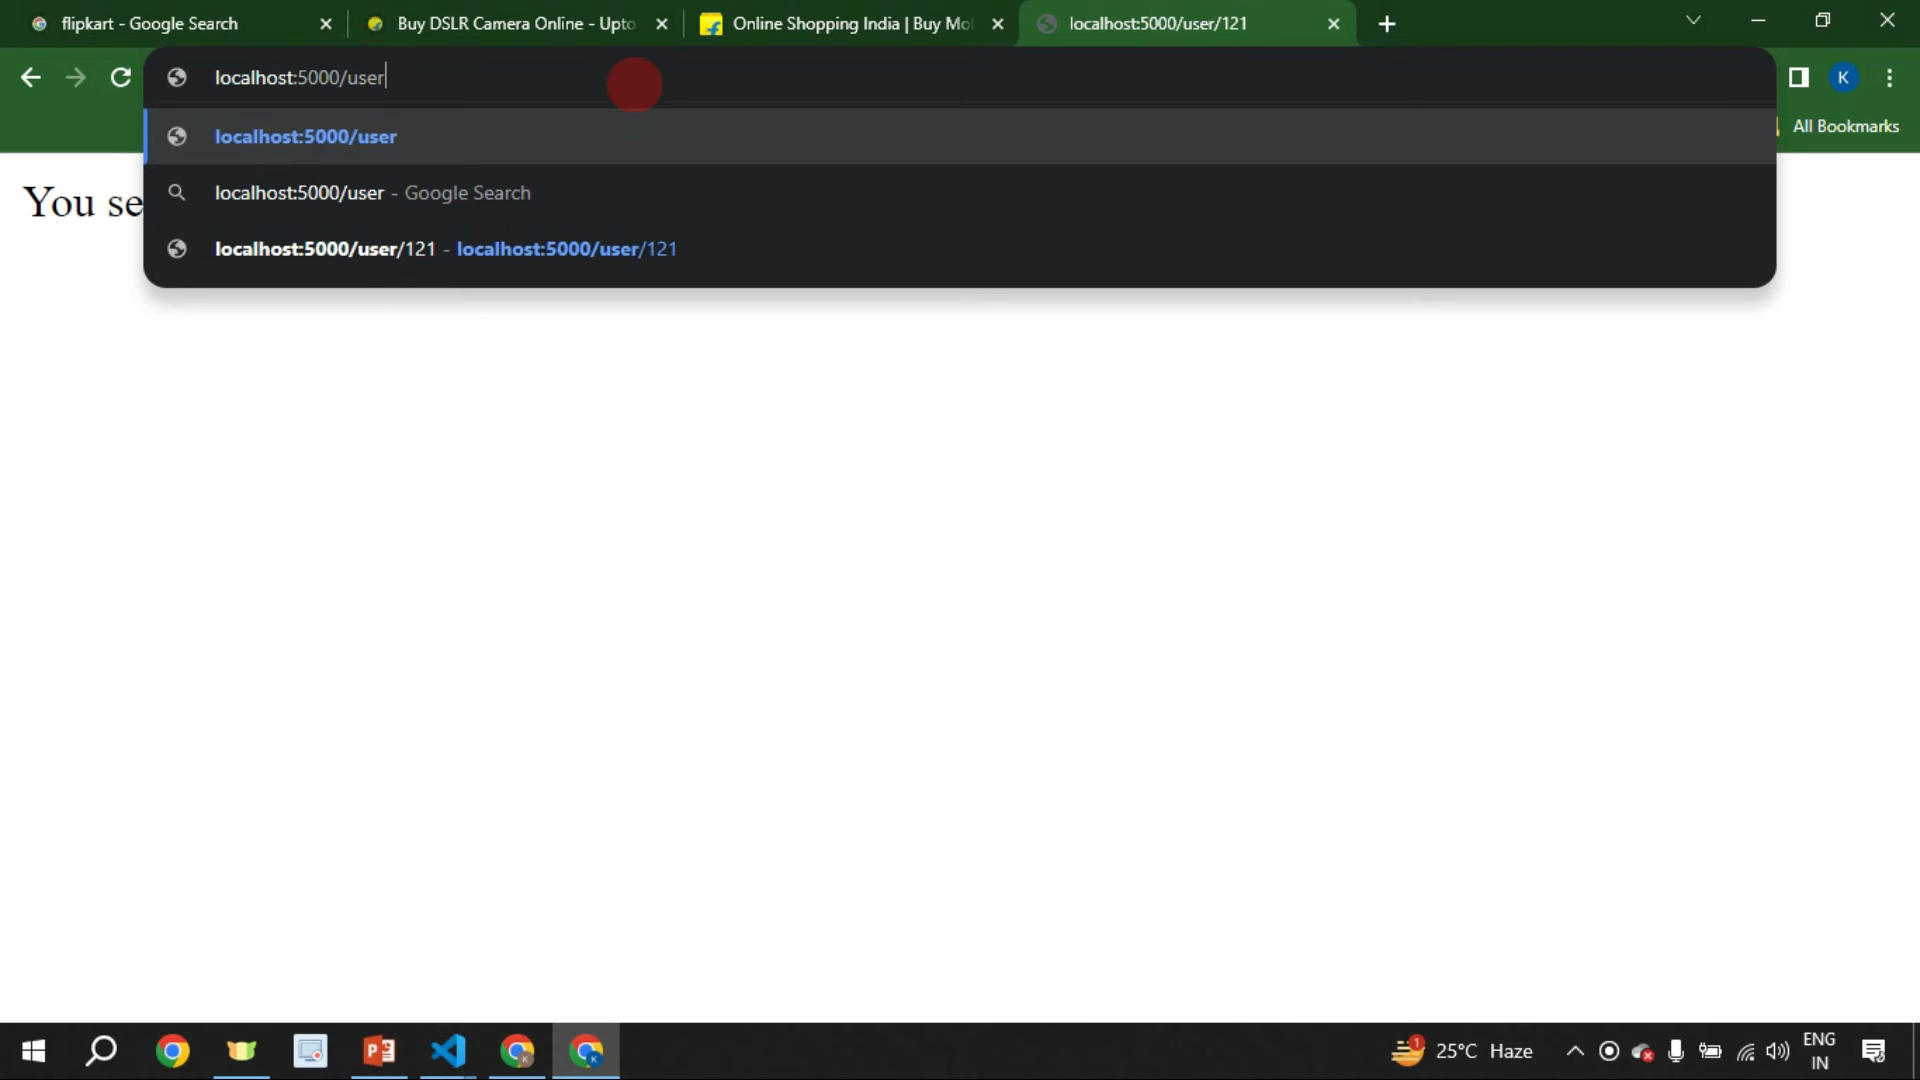 flipkart - Google Search
Buy DSLR Camera Online - Upto
Online Shopping India | Buy Mo
localhost:5000/user/121
localhost:5000/user
K
localhost:5000/user
All Bookmarks
You se
localhost:5000/user - Google Search
localhost:5000/user/121 - localhost:5000/user/121
1
25°C Haze
ENG
IN